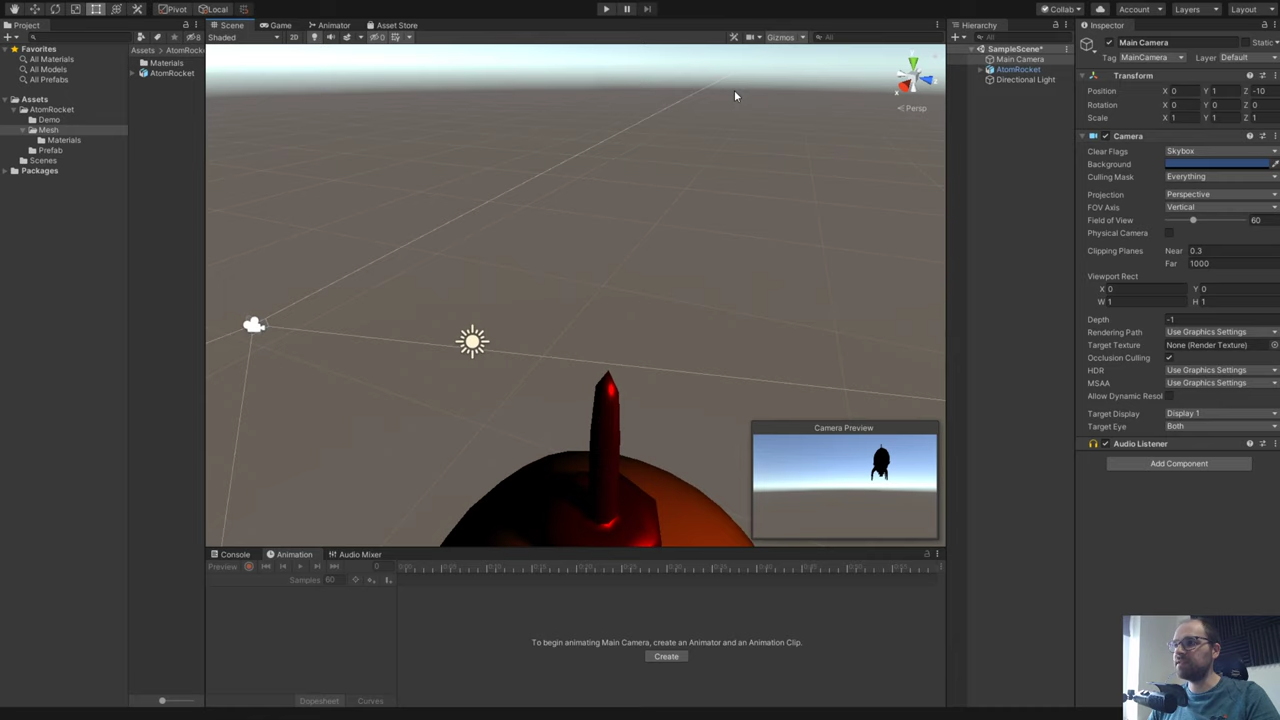 Pivot Local Collab Account Layers Layout
Project Scene Game Animator Asset Store Hierarchy Inspector
8 Shaded 2D 0 Gizmos All All
Favorites
All Materials
All Models
All Prefabs
Assets
AtomRocket
Demo
Mesh
Materials
Prefab
Scenes
Packages
Assets AtomRock
Materials
AtomRocket
Persp
x
Camera Preview
SampleScene*
Main Camera
AtomRocket
Directional Light
Main Camera Static
Tag MainCamera Layer Default
Transform
Position X 0 Y 1 Z -10
Rotation X 0 Y 0 Z 0
Scale X 1 Y 1 Z 1
Camera
Clear Flags Skybox
Background
Culling Mask Everything
Projection Perspective
FOV Axis Vertical
Field of View 60
Physical Camera
Clipping Planes Near 0.3
Far 1000
Viewport Rect
X 0 Y 0
W 1 H 1
Depth -1
Rendering Path Use Graphics Settings
Target Texture None (Render Texture)
Occlusion Culling
HDR Use Graphics Settings
MSAA Use Graphics Settings
Allow Dynamic Resol
Target Display Display 1
Target Eye Both
Audio Listener
Add Component
Console Animation Audio Mixer
Preview 0 0:00
Samples 60
To begin animating Main Camera, create an Animator and an Animation Clip.
Create
Dopesheet Curves